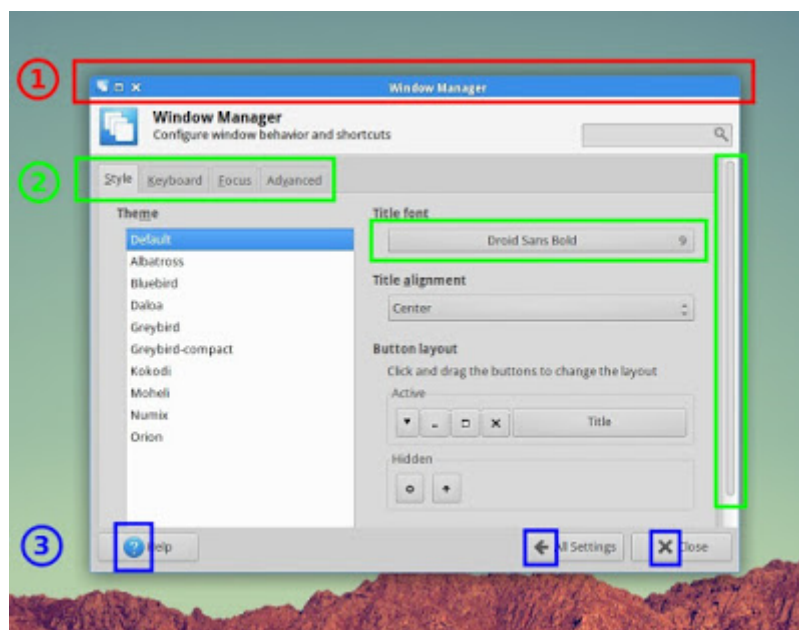 1
Window Manager
Window Manager
Configure window behavior and shortcuts
2
Style Keyboard Focus Advanced
Theme
Default
Albatross
Bluebird
Daloa
Greybird
Greybird-compact
Kokodi
Moheli
Numix
Orion
Title font
Droid Sans Bold 9
Title alignment
Center
Button layout
Click and drag the buttons to change the layout
Active
Title
Hidden
3
? Help
All Settings
Close